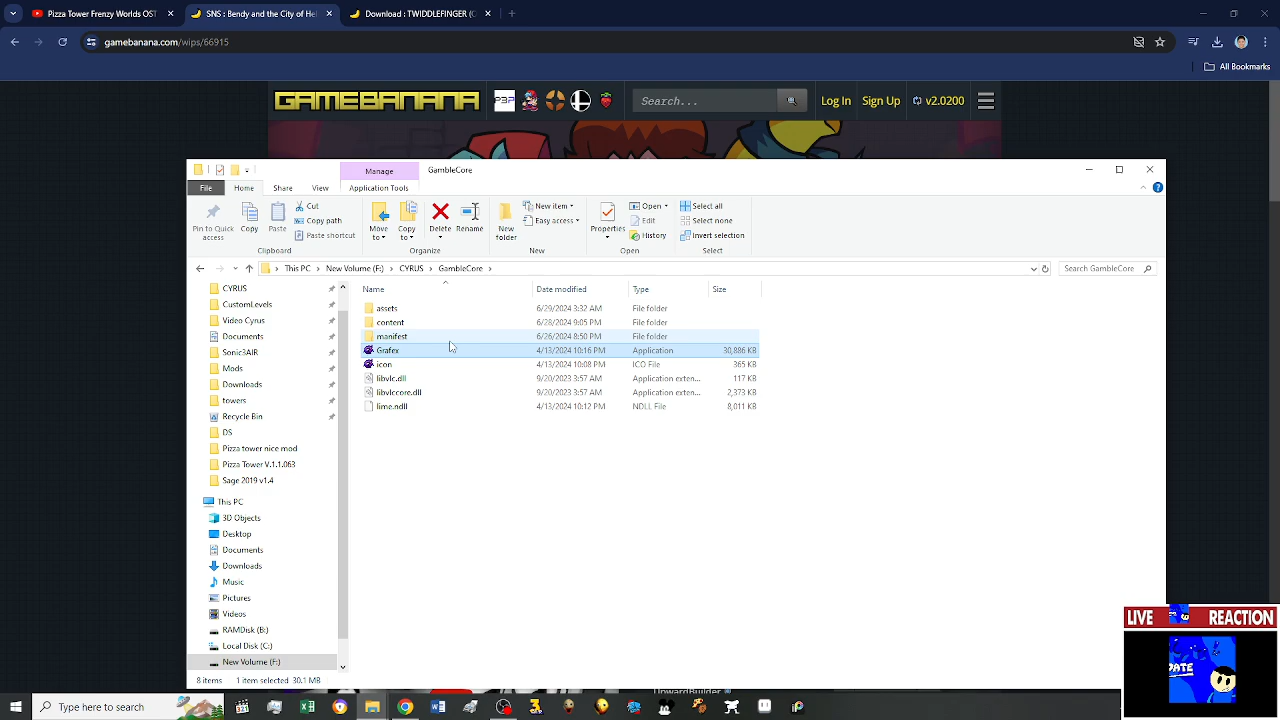 Pizza Tower Frenzy Worlds OST
SNS : Bendy and the City of Hel
Download : TWIDDLEFINGER (C
gamebanana.com/wips/66915
All Bookmarks
GAMEBANANA
P3P
Search...
Log In
Sign Up
v2.0200
Manage
GambleCore
File
Home
Share
View
Application Tools
Pin to Quick access
Copy
Paste
Cut
Copy path
Paste shortcut
Clipboard
Move to
Copy to
Delete
Rename
Organize
New folder
New item
Easy access
New
Properties
Open
Edit
History
Open
Select all
Select none
Invert selection
Select
This PC
New Volume (F:)
CYRUS
GambleCore
Search GambleCore
Name
Date modified
Type
Size
CYRUS
CustomLevels
Video Cyrus
Documents
Sonic3AIR
Mods
Downloads
towers
Recycle Bin
DS
Pizza tower nice mod
Pizza Tower V.1.1.063
Sage 2019 v1.4
This PC
3D Objects
Desktop
Documents
Downloads
Music
Pictures
Videos
RAMDisk (B:)
Local Disk (C:)
New Volume (F:)
assets 6/29/2024 3:32 AM File folder
content 6/28/2024 9:05 PM File folder
manifest 6/26/2024 8:50 PM File folder
Grafex 4/13/2024 10:16 PM Application 30,886 KB
icon 4/13/2024 10:08 PM ICO File 365 KB
libvlc.dll 9/20/2023 3:57 AM Application exten... 117 KB
libvlccore.dll 9/20/2023 3:57 AM Application exten... 2,373 KB
lime.ndll 4/13/2024 10:12 PM NDLL File 8,011 KB
8 items
1 item selected 30.1 MB
UpwardBuilder
LIVE REACTION
Type here to search